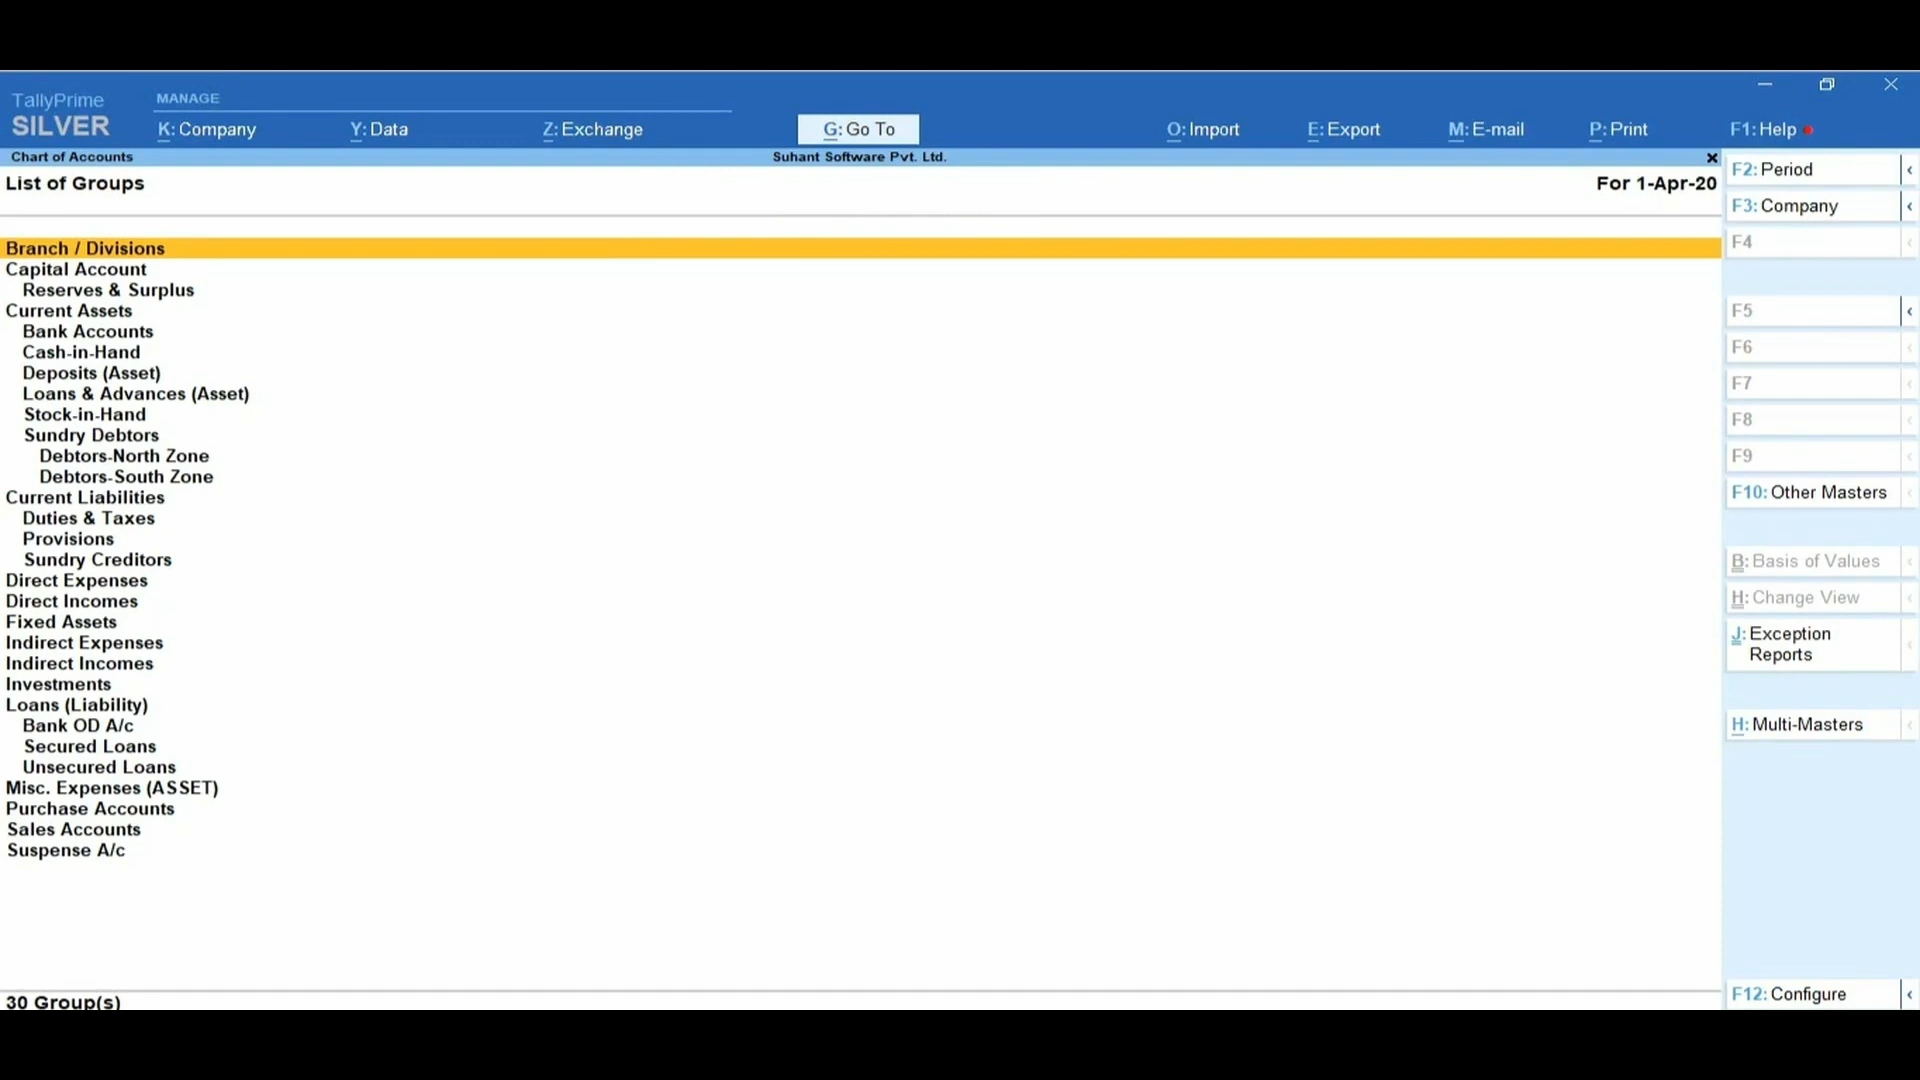 TallyPrime
SILVER
MANAGE
K: Company
Y: Data
Z: Exchange
G: Go To
O: Import
E: Export
M: E-mail
P: Print
F1: Help
Chart of Accounts
Suhant Software Pvt. Ltd.
List of Groups
For 1-Apr-20
Branch / Divisions
Capital Account
Reserves & Surplus
Current Assets
Bank Accounts
Cash-in-Hand
Deposits (Asset)
Loans & Advances (Asset)
Stock-in-Hand
Sundry Debtors
Debtors-North Zone
Debtors-South Zone
Current Liabilities
Duties & Taxes
Provisions
Sundry Creditors
Direct Expenses
Direct Incomes
Fixed Assets
Indirect Expenses
Indirect Incomes
Investments
Loans (Liability)
Bank OD A/c
Secured Loans
Unsecured Loans
Misc. Expenses (ASSET)
Purchase Accounts
Sales Accounts
Suspense A/c
30 Group(s)
F2: Period
F3: Company
F4
F5
F6
F7
F8
F9
F10: Other Masters
B: Basis of Values
H: Change View
J: Exception
Reports
H: Multi-Masters
F12: Configure